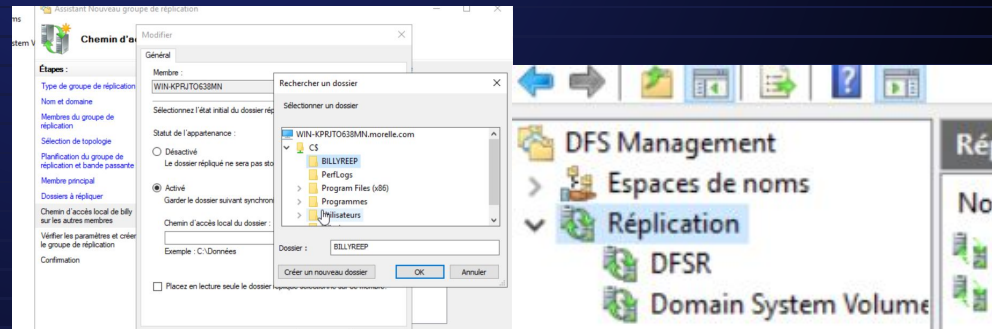 Assistant Nouveau groupe de réplication
Chemin d'a
Étapes :
Type de groupe de réplication
Nom et domaine
Membres du groupe de
réplication
Sélection de topologie
Planification du groupe de
réplication et bande passante
Membre principal
Dossiers à répliquer
Chemin d'accès local de billy
sur les autres membres
Vérifier les paramètres et créer
le groupe de réplication
Confirmation
Modifier
Général
Membre :
WIN-KPRJTO638MN
Sélectionnez l'état initial du dossier rép
Statut de l'appartenance :
Désactivé
Le dossier répliqué ne sera pas sto
Activé
Garder le dossier suivant synchron
Chemin d'accès local du dossier :
Exemple : C:\Données
Placez en lecture seule le dossier répliqué sélectionné sur ce membre.
Rechercher un dossier
Sélectionner un dossier
WIN-KPRJTO638MN.morelle.com
C$
BILLYREEP
PerfLogs
Program Files (x86)
Programmes
Utilisateurs
Dossier :
BILLYREEP
Créer un nouveau dossier
OK
Annuler
DFS Management
Espaces de noms
Réplication
DFSR
Domain System Volume
Rép
No